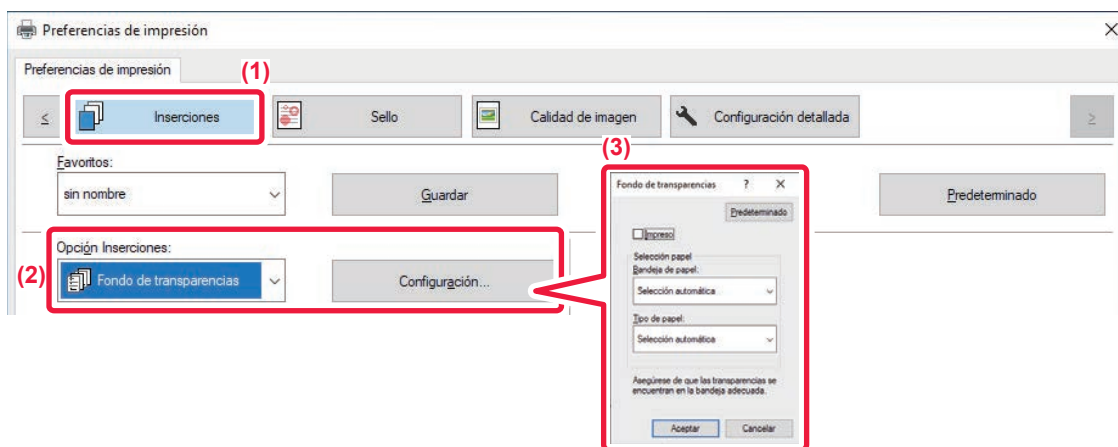 Preferencias de impresión
Preferencias de impresión
(1)
≤
Inserciones
Sello
Calidad de imagen
Configuración detallada
≥
(3)
Favoritos:
sin nombre
Guardar
Predeterminado
(2)
Opción Inserciones:
Fondo de transparencias
Configuración...
Fondo de transparencias ?
Predeterminado
Impreso
Selección papel
Bandeja de papel:
Selección automática
Tipo de papel:
Selección automática
Asegúrese de que las transparencias se
encuentran en la bandeja adecuada.
Aceptar Cancelar